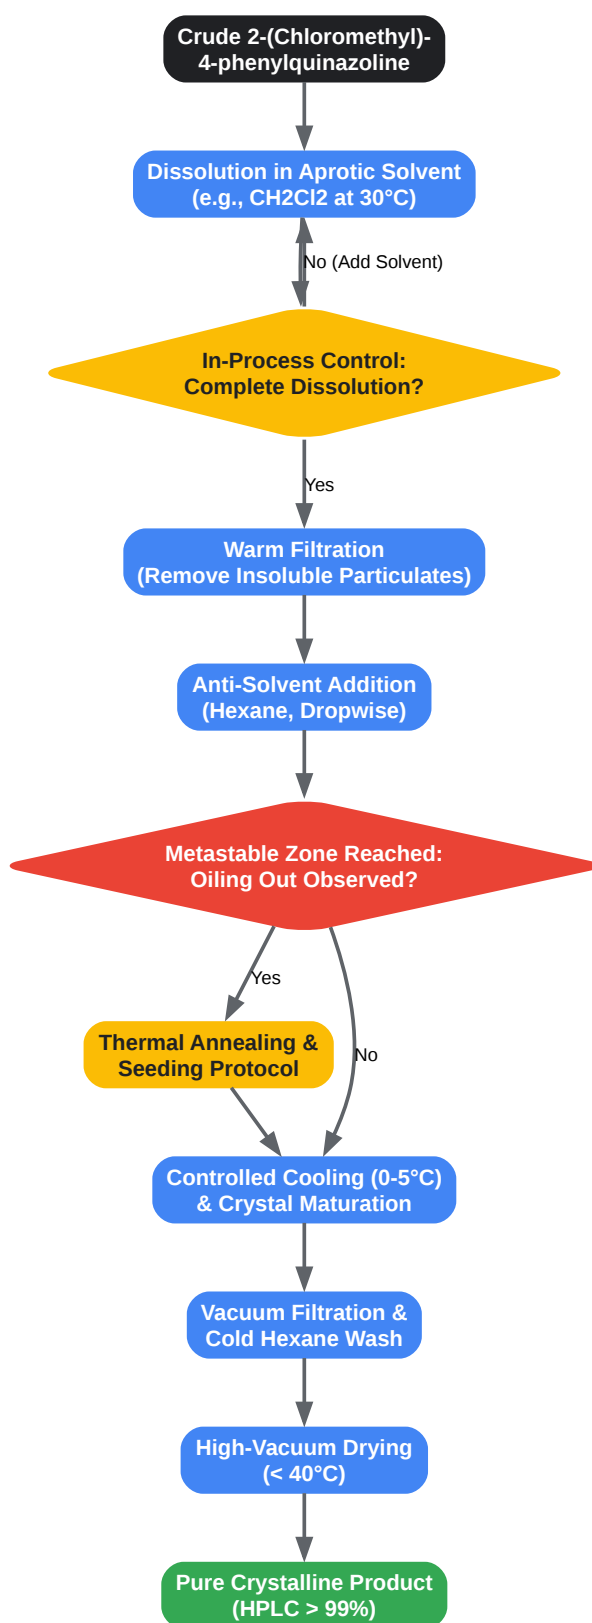 Crude 2-(Chloromethyl)-
4-phenylquinazoline
Dissolution in Aprotic Solvent
(e.g., CH2Cl2 at 30°C)
No (Add Solvent)
In-Process Control:
Complete Dissolution?
Yes
Warm Filtration
(Remove Insoluble Particulates)
Anti-Solvent Addition
(Hexane, Dropwise)
Metastable Zone Reached:
Oiling Out Observed?
Yes
Thermal Annealing &
Seeding Protocol
No
Controlled Cooling (0-5°C)
& Crystal Maturation
Vacuum Filtration &
Cold Hexane Wash
High-Vacuum Drying
(< 40°C)
Pure Crystalline Product
(HPLC > 99%)